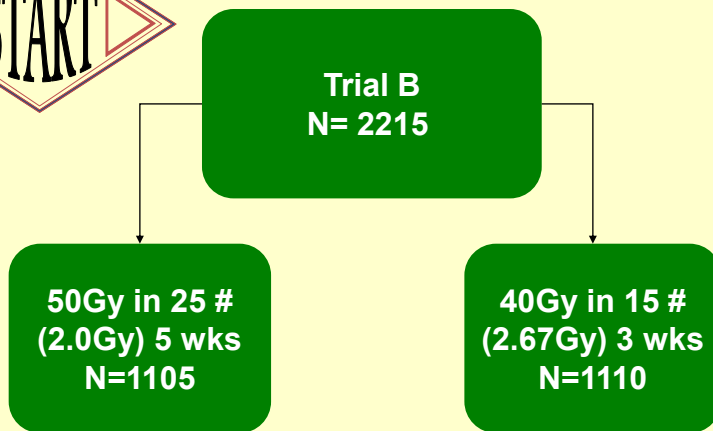 START
Trial B
N= 2215
50Gy in 25 #
(2.0Gy) 5 wks
N=1105
40Gy in 15 #
(2.67Gy) 3 wks
N=1110